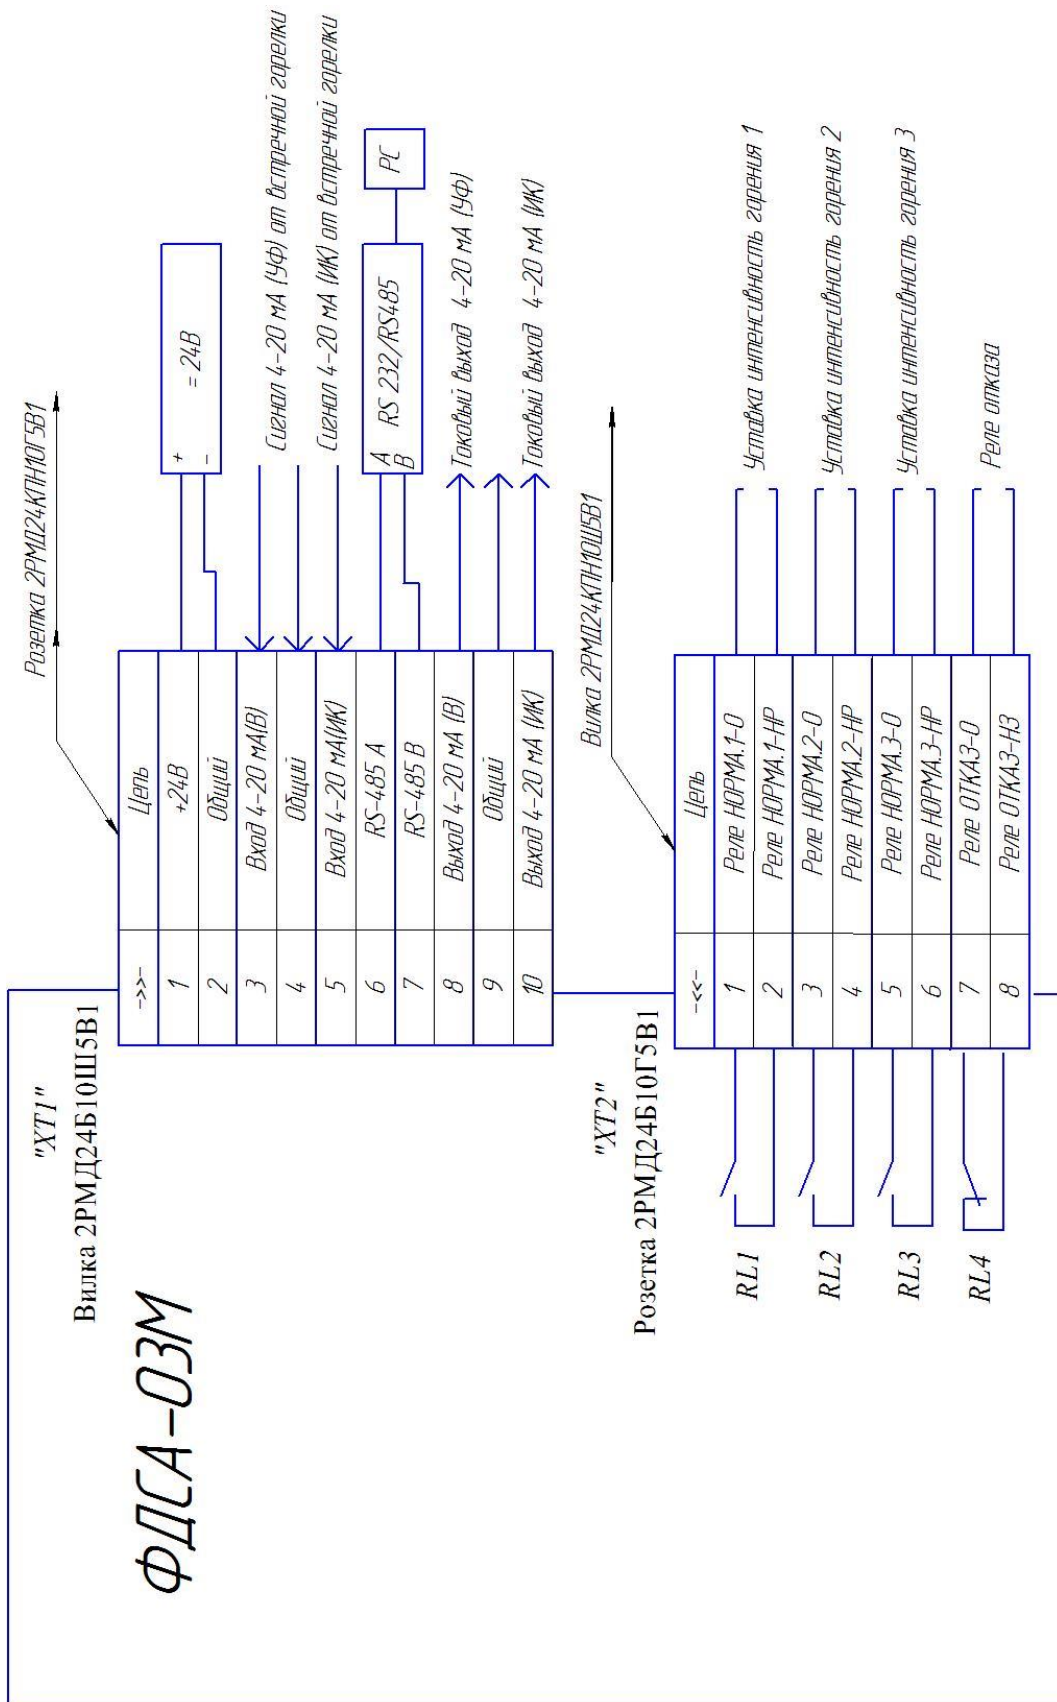 ФДСА-03М
"XT1"
Вилка 2РМД24Б10Ш5В1
Розетка 2РМД24КПН10Г5В1
->>- Цепь
1 +24В
2 Общий
3 Вход 4-20 мА(В)
4 Общий
5 Вход 4-20 мА(ИК)
6 RS-485 A
7 RS-485 B
8 Выход 4-20 мА (В)
9 Общий
10 Выход 4-20 мА (ИК)
+
= 24В
-
Сигнал 4-20 мА (УФ) от встречной горелки
Сигнал 4-20 мА (ИК) от встречной горелки
A
B
RS 232/RS485
PC
Токовый выход 4-20 мА (УФ)
Токовый выход 4-20 мА (ИК)
"XT2"
Розетка 2РМД24Б10Г5В1
Вилка 2РМД24КПН10Ш5В1
-<<- Цепь
1 Реле НОРМА.1-О
2 Реле НОРМА.1-НР
3 Реле НОРМА.2-О
4 Реле НОРМА.2-НР
5 Реле НОРМА.3-О
6 Реле НОРМА.3-НР
7 Реле ОТКАЗ-О
8 Реле ОТКАЗ-НЗ
RL1
RL2
RL3
RL4
Уставка интенсивность горения 1
Уставка интенсивность горения 2
Уставка интенсивность горения 3
Реле отказа